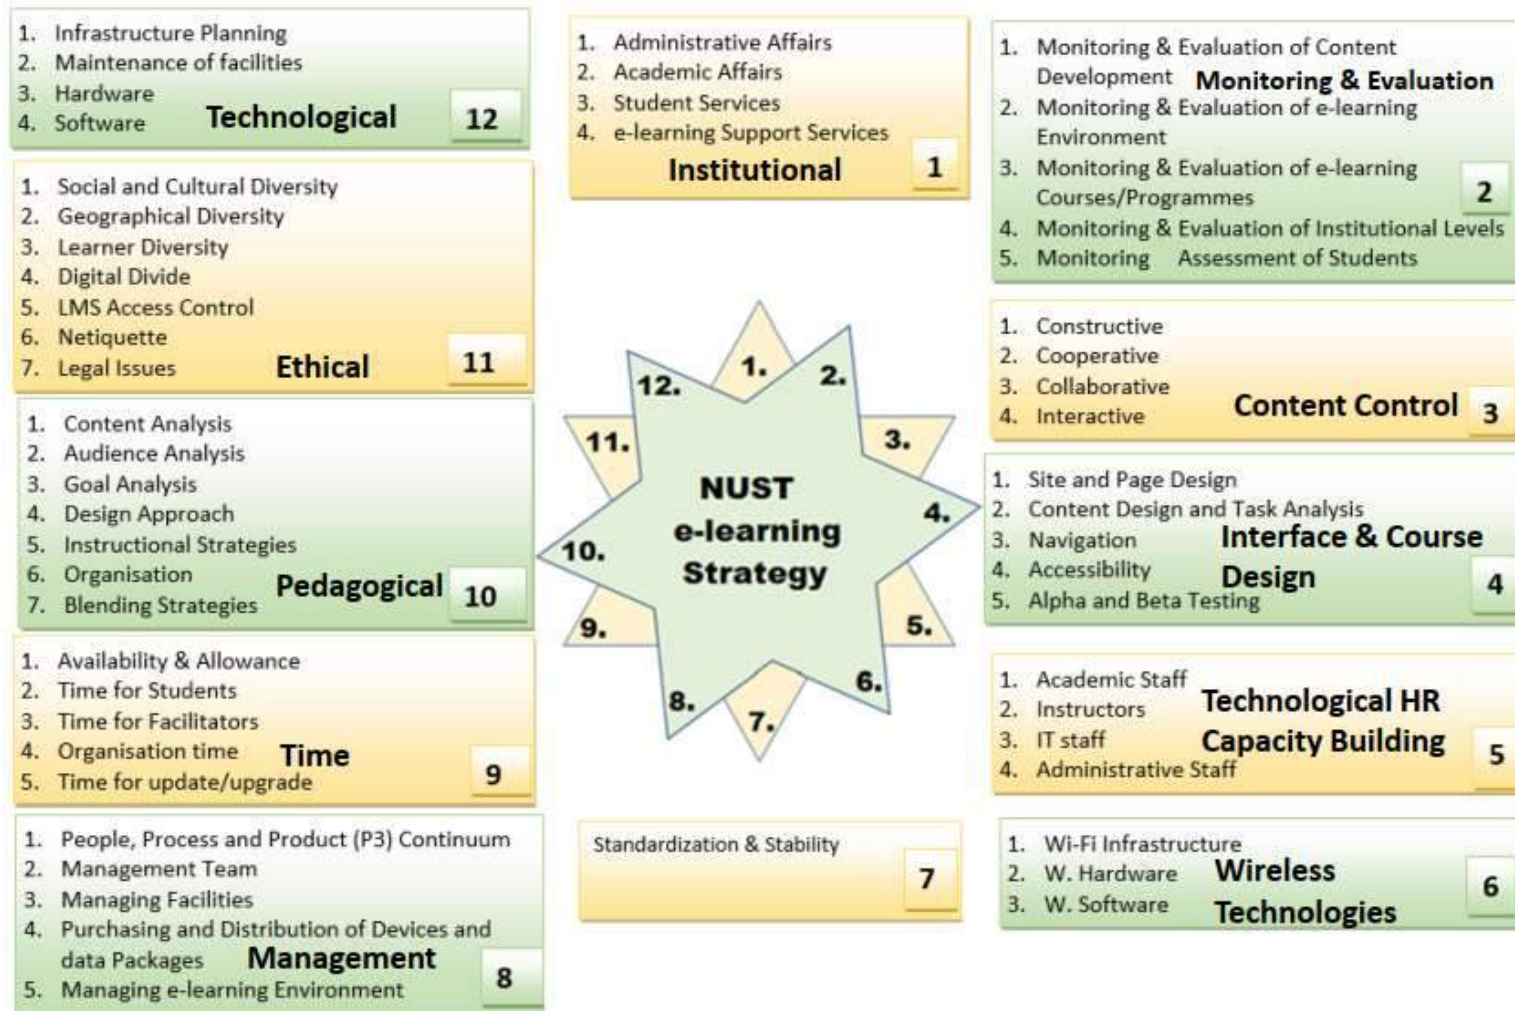 1. Infrastructure Planning
2. Maintenance of facilities
3. Hardware
4. Software
Technological
12
1. Administrative Affairs
2. Academic Affairs
3. Student Services
4. e-learning Support Services
Institutional
1
1. Monitoring & Evaluation of Content
Development
Monitoring & Evaluation
2. Monitoring & Evaluation of e-learning
Environment
3. Monitoring & Evaluation of e-learning
Courses/Programmes
4. Monitoring & Evaluation of Institutional Levels
5. Monitoring Assessment of Students
2
1. Social and Cultural Diversity
2. Geographical Diversity
3. Learner Diversity
4. Digital Divide
5. LMS Access Control
6. Netiquette
7. Legal Issues
Ethical
11
1. Constructive
2. Cooperative
3. Collaborative
4. Interactive
Content Control
3
1. Content Analysis
2. Audience Analysis
3. Goal Analysis
4. Design Approach
5. Instructional Strategies
6. Organisation
7. Blending Strategies
Pedagogical
10
1.
2.
3.
4.
5.
6.
7.
8.
9.
10.
11.
12.
NUST
e-learning
Strategy
1. Site and Page Design
2. Content Design and Task Analysis
3. Navigation
4. Accessibility
5. Alpha and Beta Testing
Interface & Course
Design
4
1. Availability & Allowance
2. Time for Students
3. Time for Facilitators
4. Organisation time
5. Time for update/upgrade
Time
9
1. Academic Staff
2. Instructors
3. IT staff
4. Administrative Staff
Technological HR
Capacity Building
5
1. People, Process and Product (P3) Continuum
2. Management Team
3. Managing Facilities
4. Purchasing and Distribution of Devices and
data Packages
5. Managing e-learning Environment
Management
8
Standardization & Stability
7
1. Wi-Fi Infrastructure
2. W. Hardware
3. W. Software
Wireless
Technologies
6